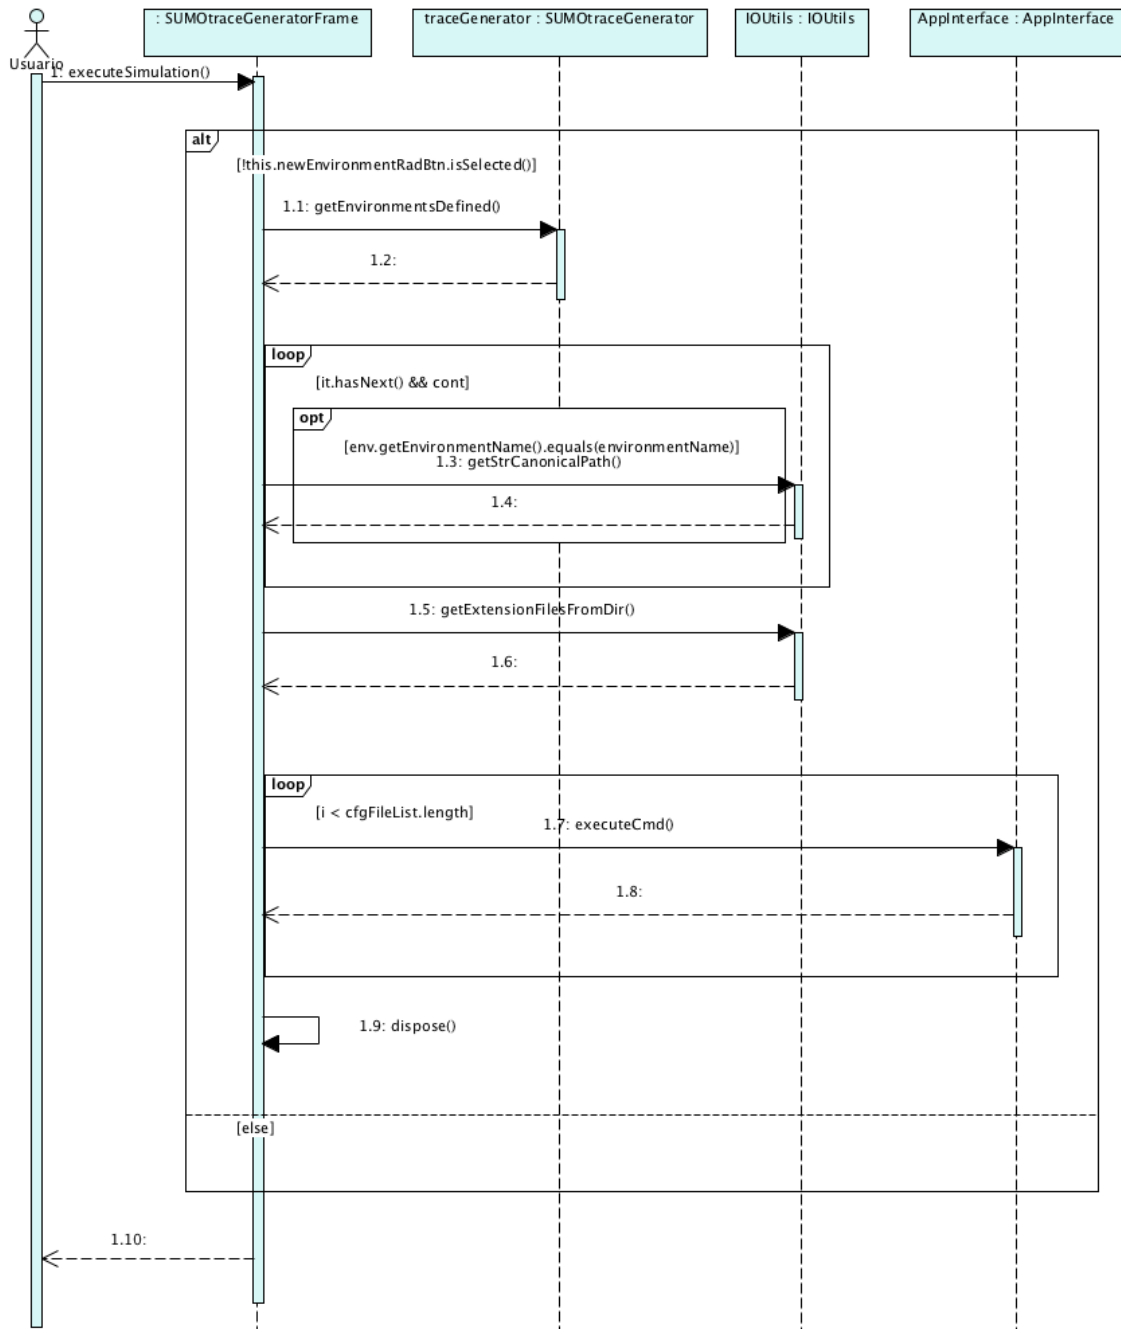 : SUMOtraceGeneratorFrame
traceGenerator : SUMOtraceGenerator
IOUtils : IOUtils
AppInterface : AppInterface
Usuario
1: executeSimulation()
alt
[!this.newEnvironmentRadBtn.isSelected()]
1.1: getEnvironmentsDefined()
1.2:
loop
[it.hasNext() && cont]
opt
[env.getEnvironmentName().equals(environmentName)]
1.3: getStrCanonicalPath()
1.4:
1.5: getExtensionFilesFromDir()
1.6:
loop
[i < cfgFileList.length]
1.7: executeCmd()
1.8:
1.9: dispose()
[else]
1.10: